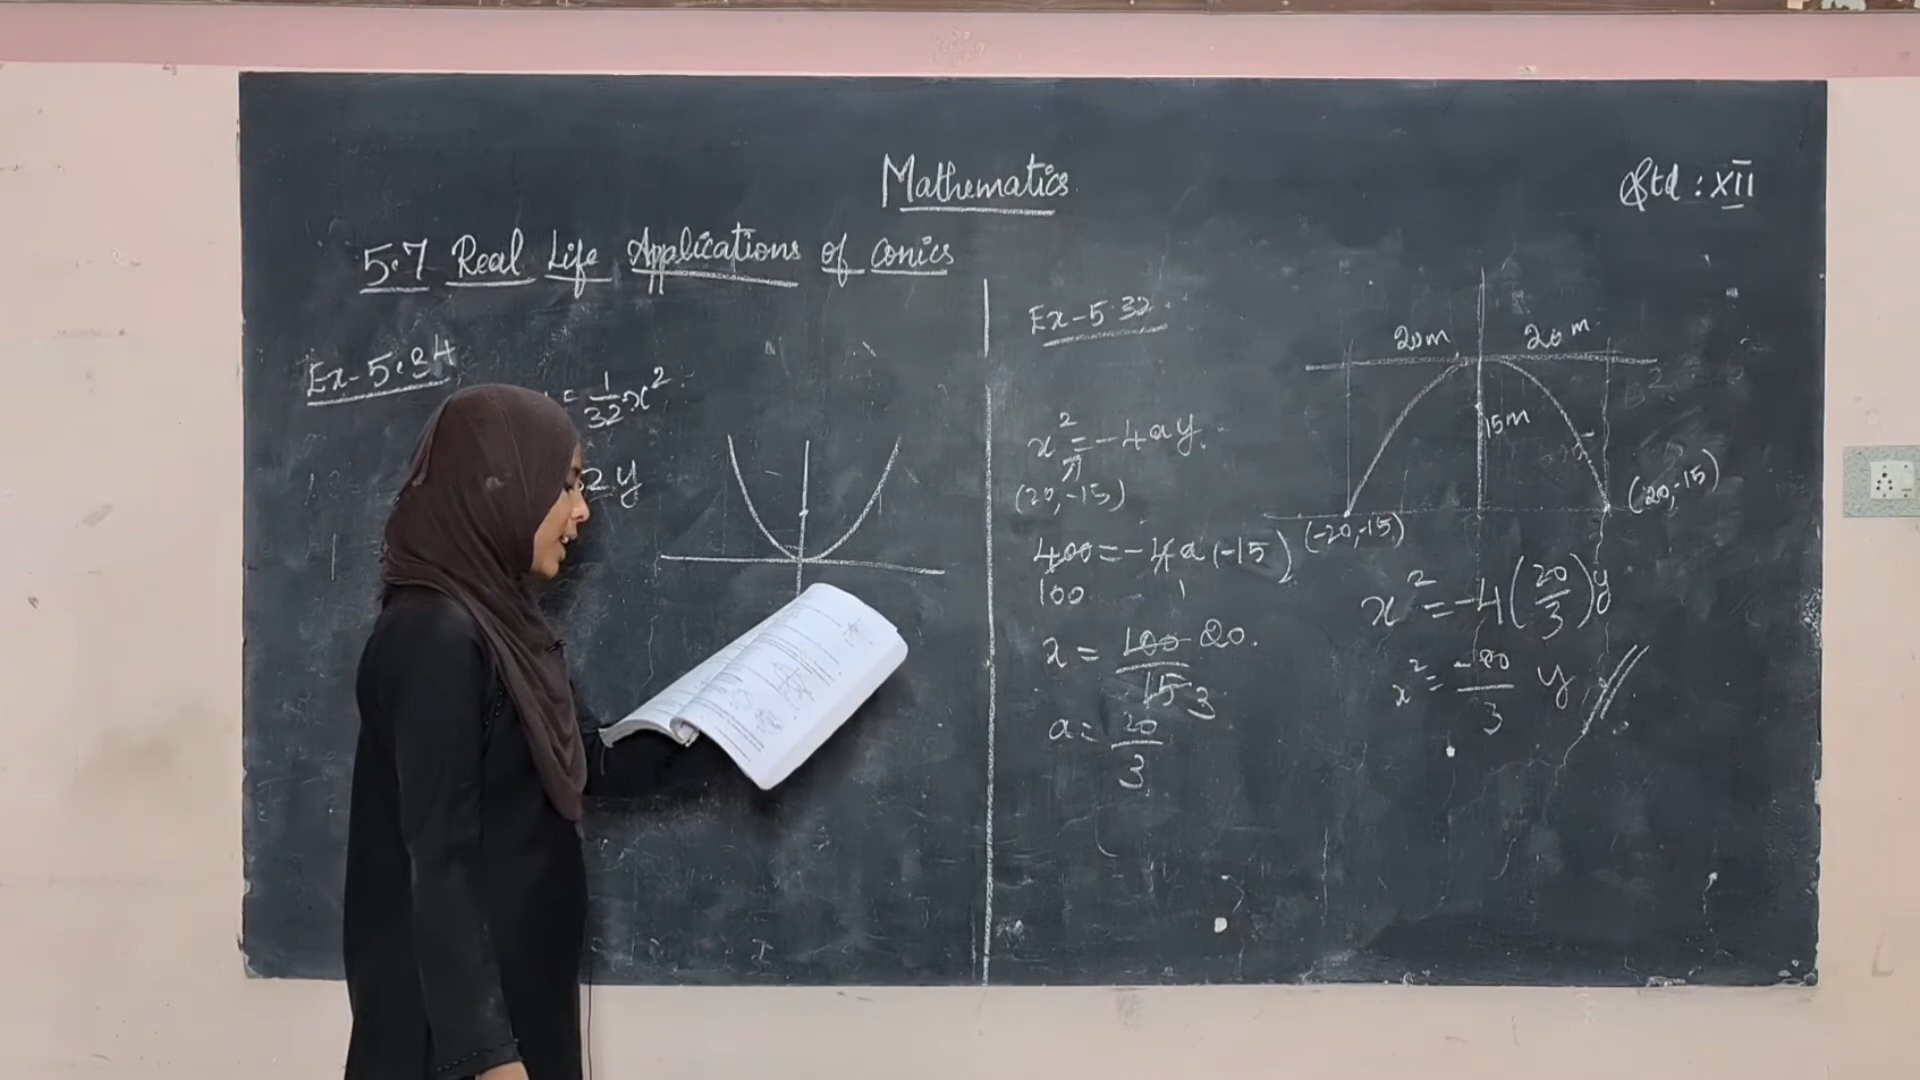 Mathematics
Std : XII
5.7 Real Life Applications of conics
Ex-5.34
= 1/32 x²
2y
Ex-5.32
x² = -4ay.
(20,-15)
400 = -4a(-15)
100 1
x = 100 20.
15 3
a = 20
3
20m 20m
15m
(-20,-15) (20,-15)
x² = -4(20/3)y
x² = -80/3 y